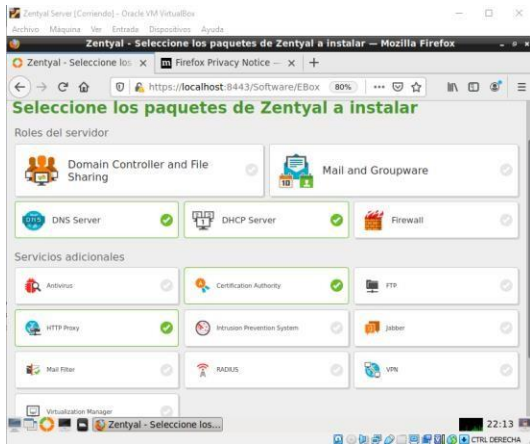 Zentyal Server [Corriendo] - Oracle VM VirtualBox
Archivo Máquina Ver Entrada Dispositivos Ayuda
Zentyal - Seleccione los paquetes de Zentyal a instalar — Mozilla Firefox
Zentyal - Seleccione los
Firefox Privacy Notice —
https://localhost:8443/Software/EBox 80%
Seleccione los paquetes de Zentyal a instalar
Roles del servidor
Domain Controller and File Sharing
Mail and Groupware
DNS Server
DHCP Server
Firewall
Servicios adicionales
Antivirus
Certification Authority
FTP
HTTP Proxy
Intrusion Prevention System
Jabber
Mail Filter
RADIUS
VPN
Virtualization Manager
Zentyal - Seleccione los...
22:13
CTRL DERECHA